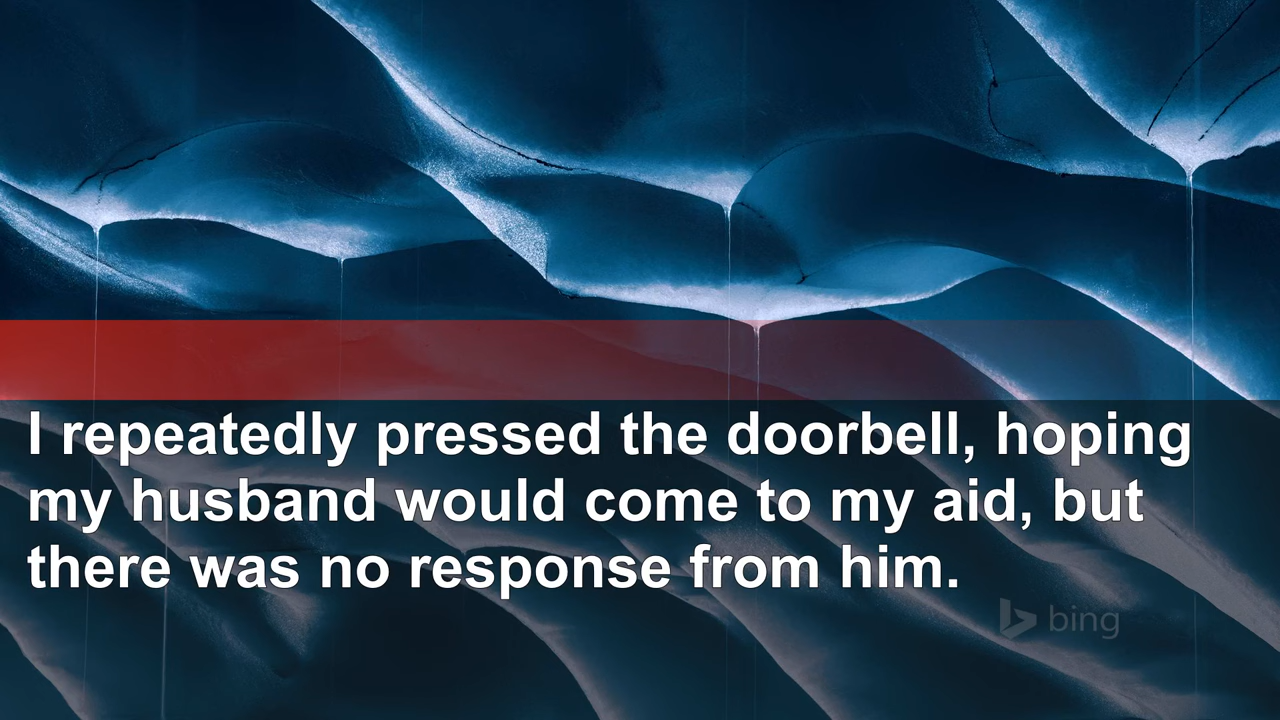 I repeatedly pressed the doorbell, hoping
my husband would come to my aid, but
there was no response from him.
bing